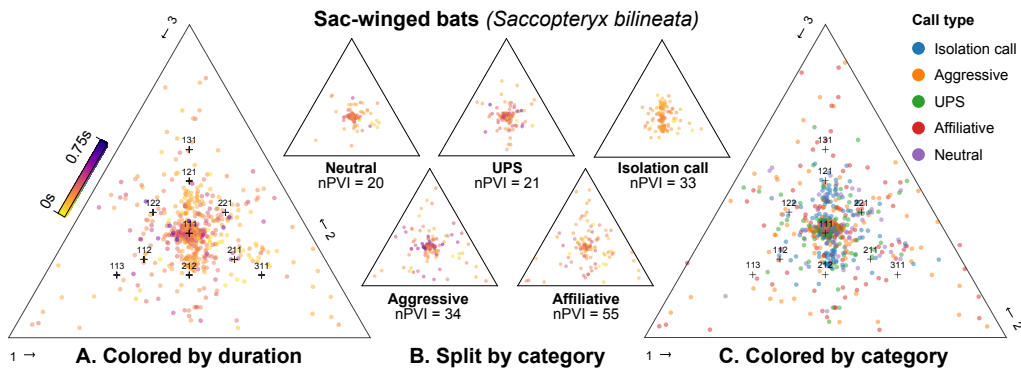 Sac-winged bats (Saccopteryx bilineata)
← 3
← 2
1 →
0.75s
0s
131
121
122
221
111
112
211
113
212
311
A. Colored by duration
Neutral
nPVI = 20
UPS
nPVI = 21
Isolation call
nPVI = 33
Aggressive
nPVI = 34
Affiliative
nPVI = 55
B. Split by category
← 3
← 2
1 →
131
121
122
221
111
112
211
113
212
311
C. Colored by category
Call type
Isolation call
Aggressive
UPS
Affiliative
Neutral